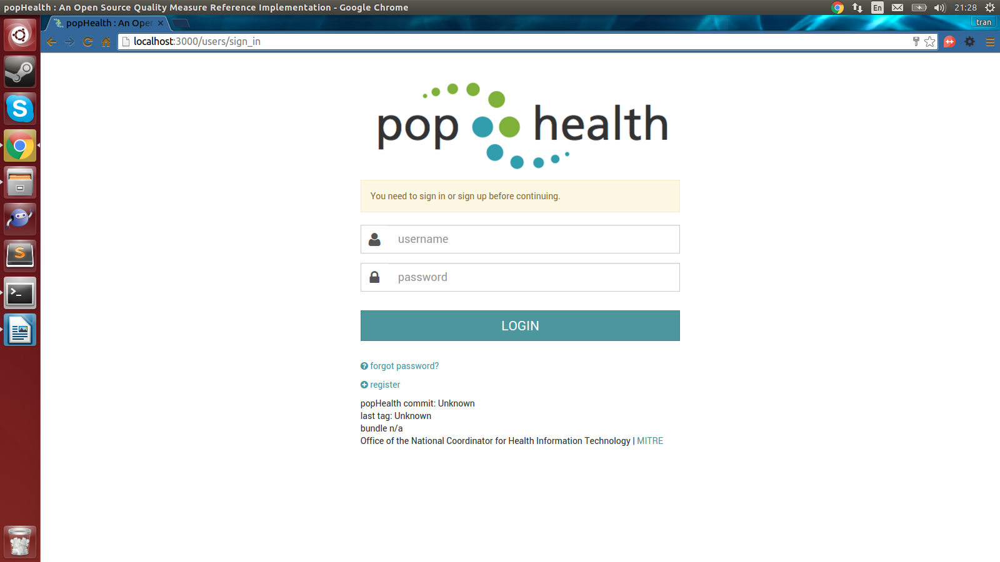 popHealth : An Open Source Quality Measure Reference Implementation - Google Chrome
En
21:28
popHealth : An Oper
tran
localhost:3000/users/sign_in
pop health
You need to sign in or sign up before continuing.
username
password
LOGIN
forgot password?
register
popHealth commit: Unknown
last tag: Unknown
bundle n/a
Office of the National Coordinator for Health Information Technology | MITRE